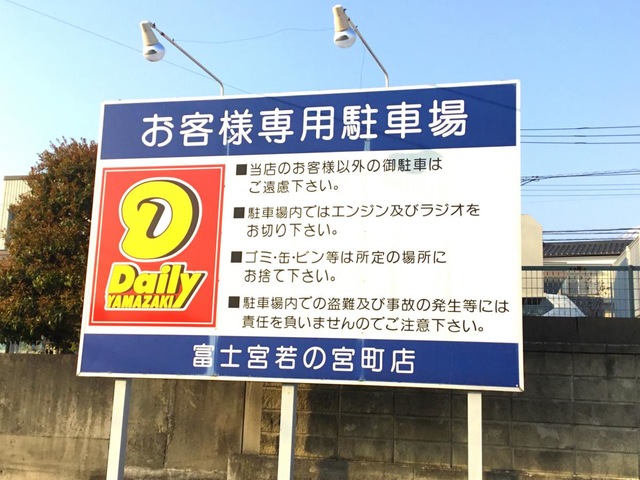 お客様専用駐車場
■当店のお客様以外の御駐車は
ご遠慮下さい。
■駐車場内ではエンジン及びラジオを
お切り下さい。
■ゴミ・缶・ビン等は所定の場所に
お捨て下さい。
■駐車場内での盗難及び事故の発生等には
責任を負いませんのでご注意下さい。
Daily
YAMAZAKI
富士宮若の宮町店